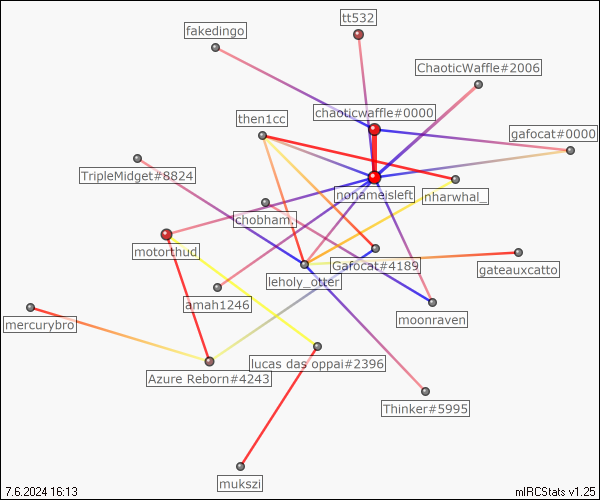 tt532
fakedingo
ChaoticWaffle#2006
chaoticwaffle#0000
then1cc
gafocat#0000
TripleMidget#8824
nonameisleft
nharwhal_
chobham.
motorthud
Gafocat#4189
gateauxcatto
leholy_otter
amah1246
moonraven
mercurybro
lucas das oppai#2396
Azure Reborn#4243
Thinker#5995
mukszi
7.6.2024 16:13
mIRCStats v1.25